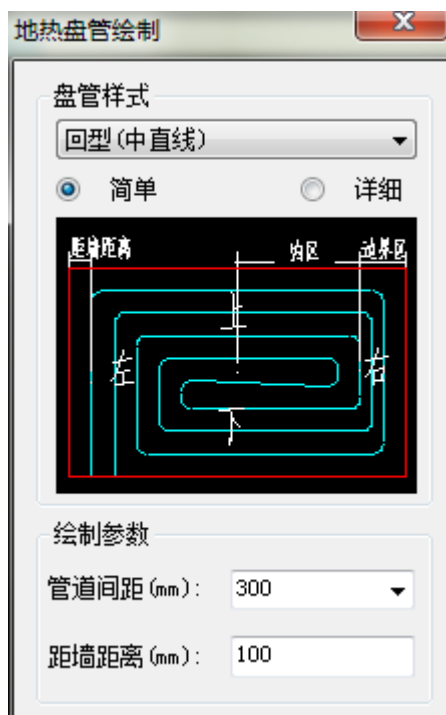 地热盘管绘制
盘管样式
回型(中直线)
简单 详细
距墙距离 内区 边界区
上
左 右
下
绘制参数
管道间距(mm): 300
距墙距离(mm): 100